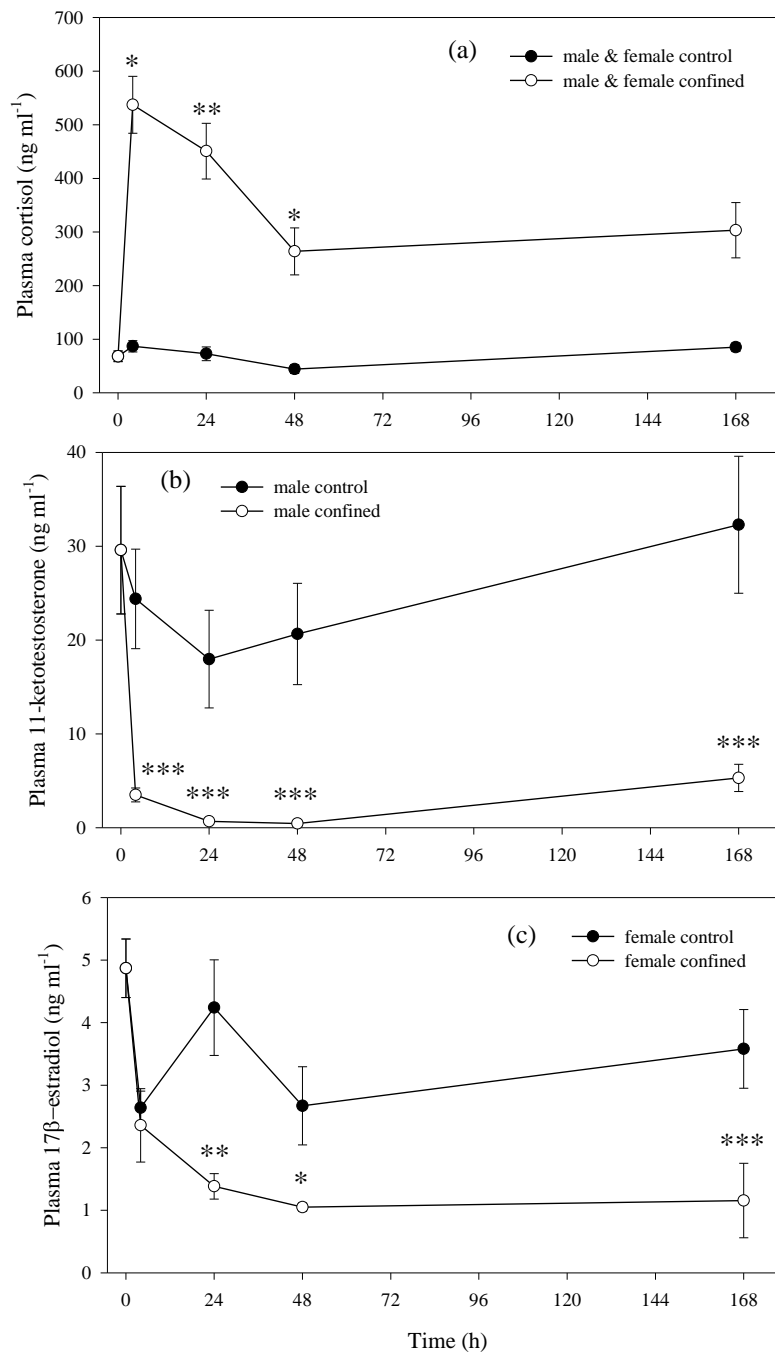 (a)
male & female control
male & female confined
Plasma cortisol (ng ml⁻¹)
700
600
500
400
300
200
100
0
*
**
*
0 24 48 72 96 120 144 168
(b)
male control
male confined
Plasma 11-ketotestosterone (ng ml⁻¹)
40
30
20
10
0
***
***
***
***
0 24 48 72 96 120 144 168
(c)
female control
female confined
Plasma 17β−estradiol (ng ml⁻¹)
6
5
4
3
2
1
0
**
*
***
0 24 48 72 96 120 144 168
Time (h)